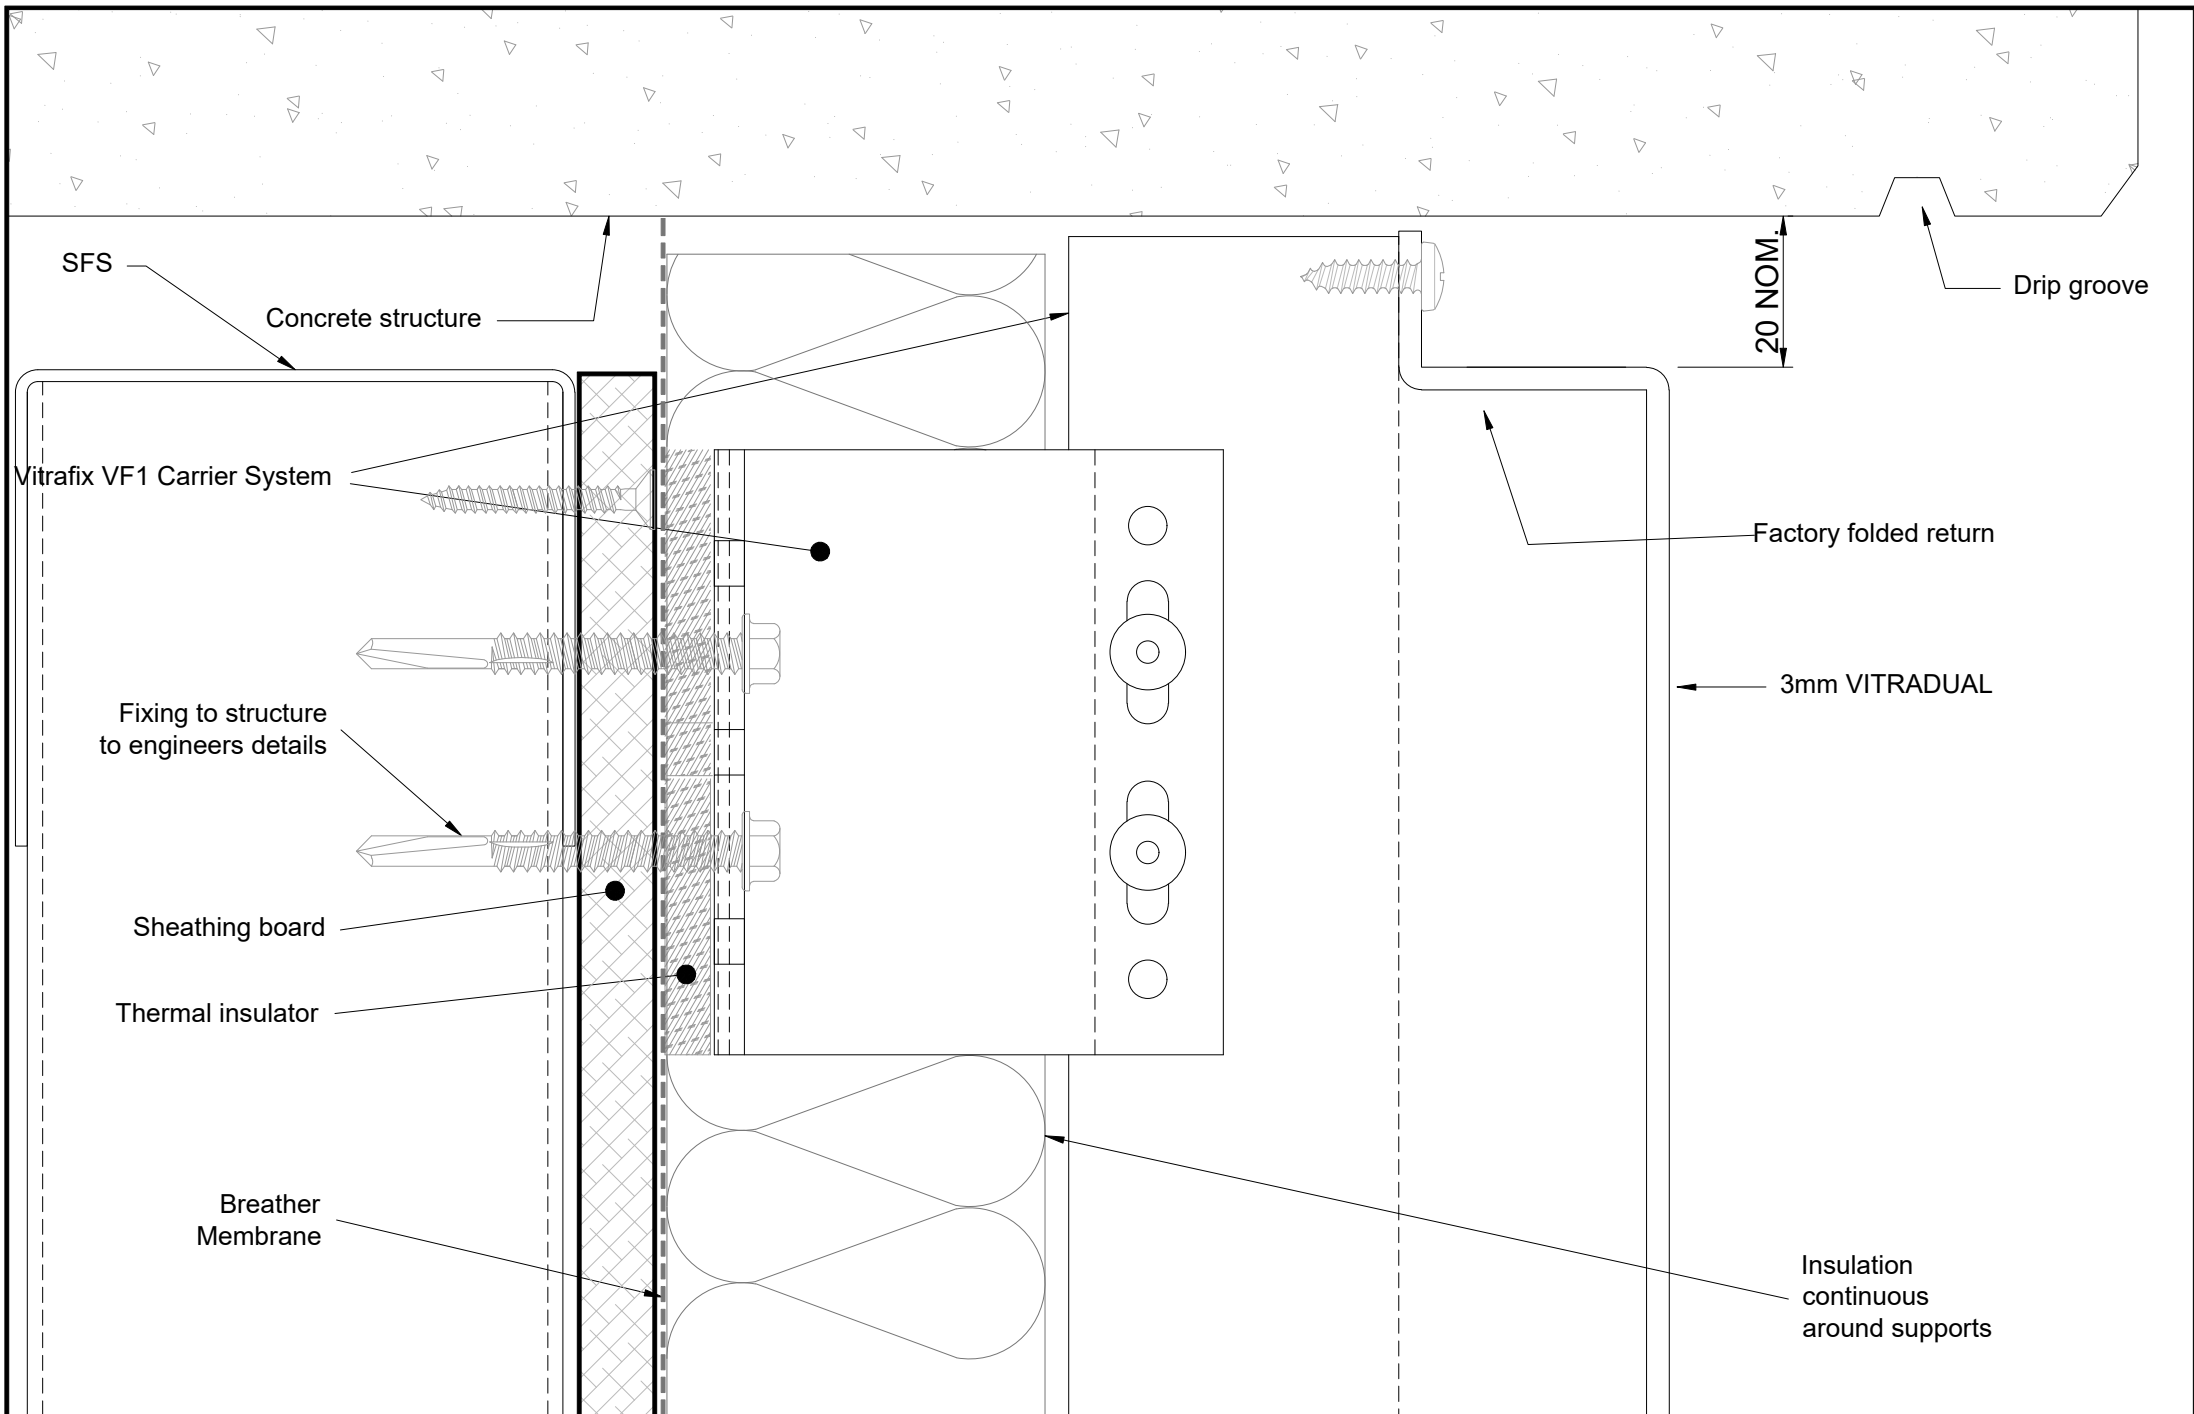 SFS
Concrete structure
20 NOM.
Drip groove
Vitrafix VF1 Carrier System
Factory folded return
3mm VITRADUAL
Fixing to structure
to engineers details
Sheathing board
Thermal insulator
Breather
Membrane
Insulation
continuous
around supports